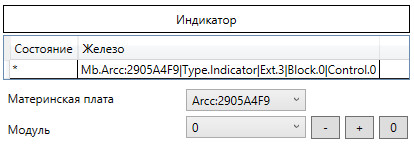 Индикатор
Состояние Железо
* Mb.Arcc:2905A4F9|Type.Indicator|Ext.3|Block.0|Control.0
Материнская плата Arcc:2905A4F9
Модуль 0 - + 0